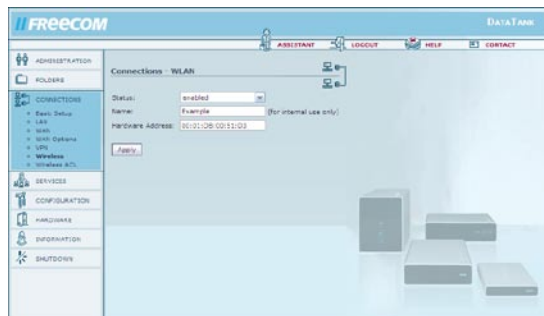 FREECOM
DATATANK
ASSISTANT
LOGOUT
HELP
CONTACT
ADMINISTRATION
FOLDERS
CONNECTIONS
Basic Setup
LAN
WAN
WAN Options
VPN
Wireless
Wireless ACL
SERVICES
CONFIGURATION
HARDWARE
INFORMATION
SHUTDOWN
Connections - WLAN
Status: enabled
Name: Example (for internal use only)
Hardware Address:
Apply